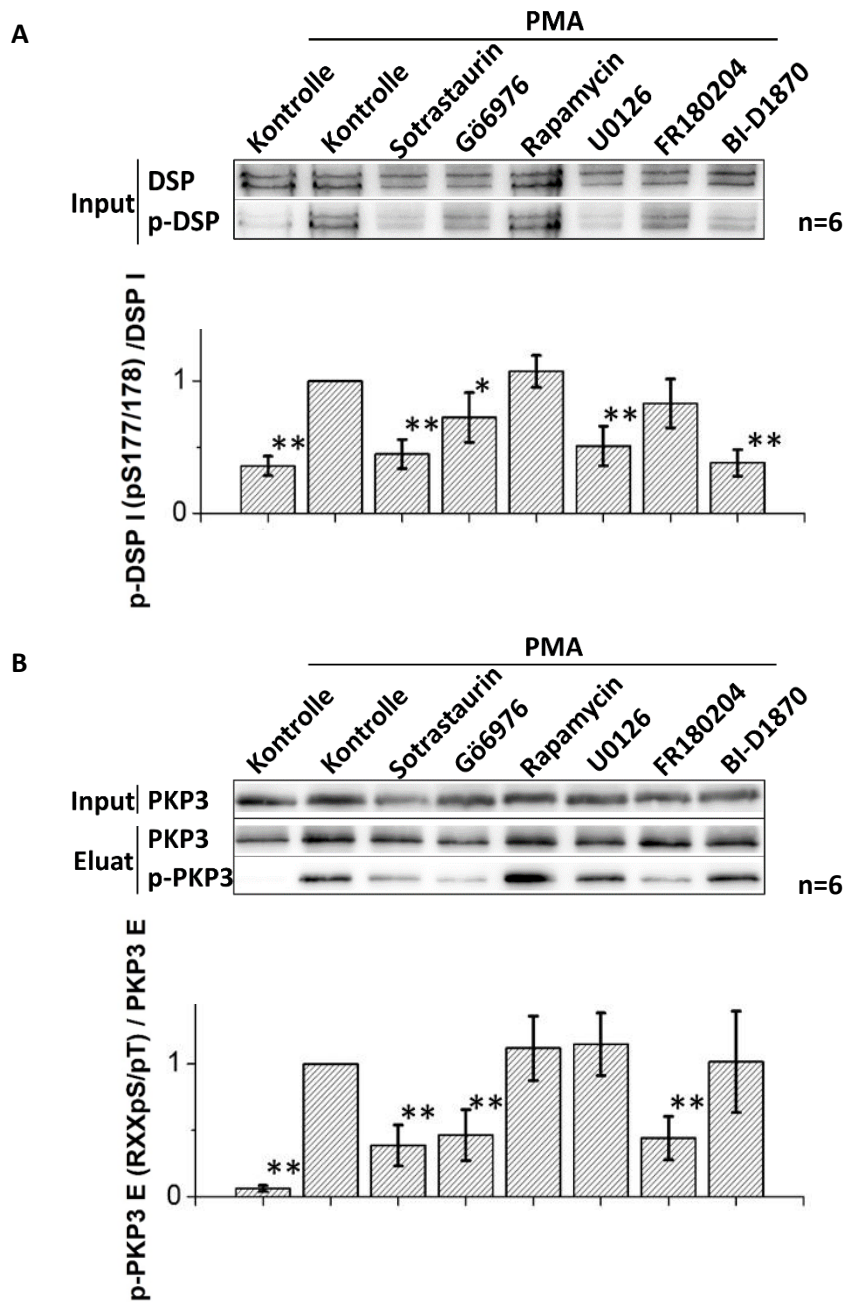 A
PMA
Kontrolle
Kontrolle
Sotrastaurin
Gö6976
Rapamycin
U0126
FR180204
BI-D1870
Input
DSP
p-DSP
n=6
p-DSP I (pS177/178) /DSP I
1
0
**
**
*
**
**
B
PMA
Kontrolle
Kontrolle
Sotrastaurin
Gö6976
Rapamycin
U0126
FR180204
BI-D1870
Input
PKP3
Eluat
PKP3
p-PKP3
n=6
p-PKP3 E (RXXpS/pT) / PKP3 E
1
0
**
**
**
**